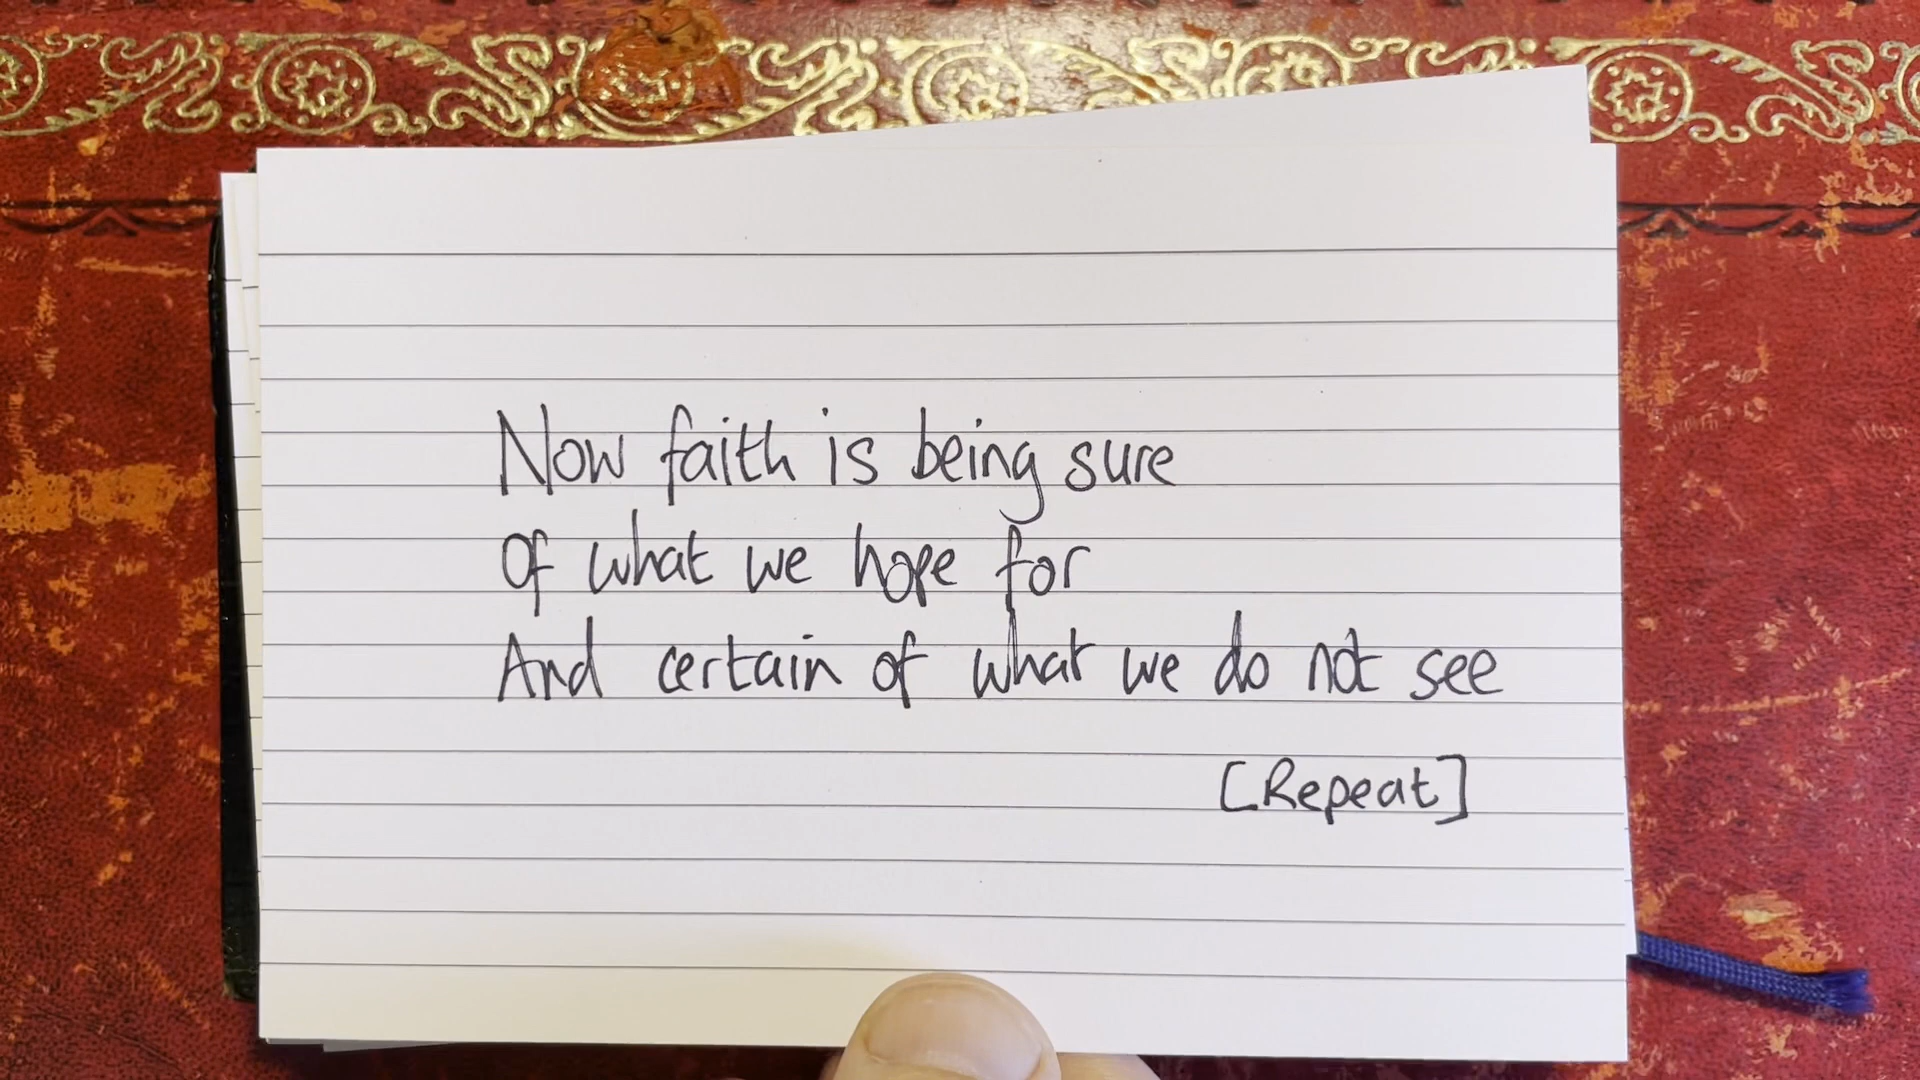 Now faith is being sure
Of what we hope for
And certain of what we do not see
[Repeat]